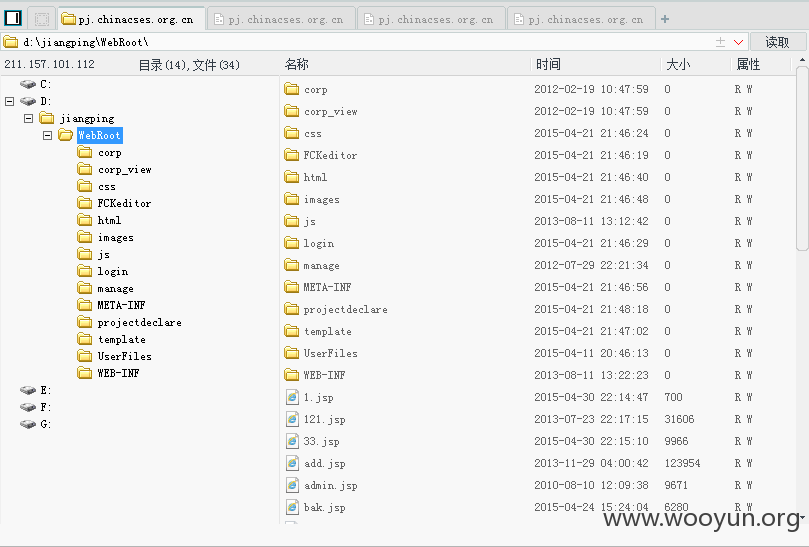 pj.chinacses.org.cn pj.chinacses.org.cn pj.chinacses.org.cn pj.chinacses.org.cn
d:\jiangping\WebRoot\ 读取
211.157.101.112 目录(14),文件(34) 名称 时间 大小 属性
C:
D:
jiangping
WebRoot
corp
corp_view
css
FCKeditor
html
images
js
login
manage
META-INF
projectdeclare
template
UserFiles
WEB-INF
E:
F:
G:
corp 2012-02-19 10:47:59 0 R W
corp_view 2012-02-19 10:47:59 0 R W
css 2015-04-21 21:46:24 0 R W
FCKeditor 2015-04-21 21:46:19 0 R W
html 2015-04-21 21:46:40 0 R W
images 2015-04-21 21:46:48 0 R W
js 2013-08-11 13:12:42 0 R W
login 2015-04-21 21:46:29 0 R W
manage 2012-07-29 22:21:34 0 R W
META-INF 2015-04-21 21:46:56 0 R W
projectdeclare 2015-04-21 21:48:18 0 R W
template 2015-04-21 21:47:02 0 R W
UserFiles 2015-04-11 20:46:13 0 R W
WEB-INF 2013-08-11 13:22:23 0 R W
1.jsp 2015-04-30 22:14:47 700 R W
121.jsp 2013-07-23 22:17:15 31606 R W
33.jsp 2015-04-30 22:15:10 9966 R W
add.jsp 2013-11-29 04:00:42 123954 R W
admin.jsp 2010-08-10 12:09:38 9671 R W
bak.jsp 2015-04-24 15:24:04 6280 R W
www.wooyun.org